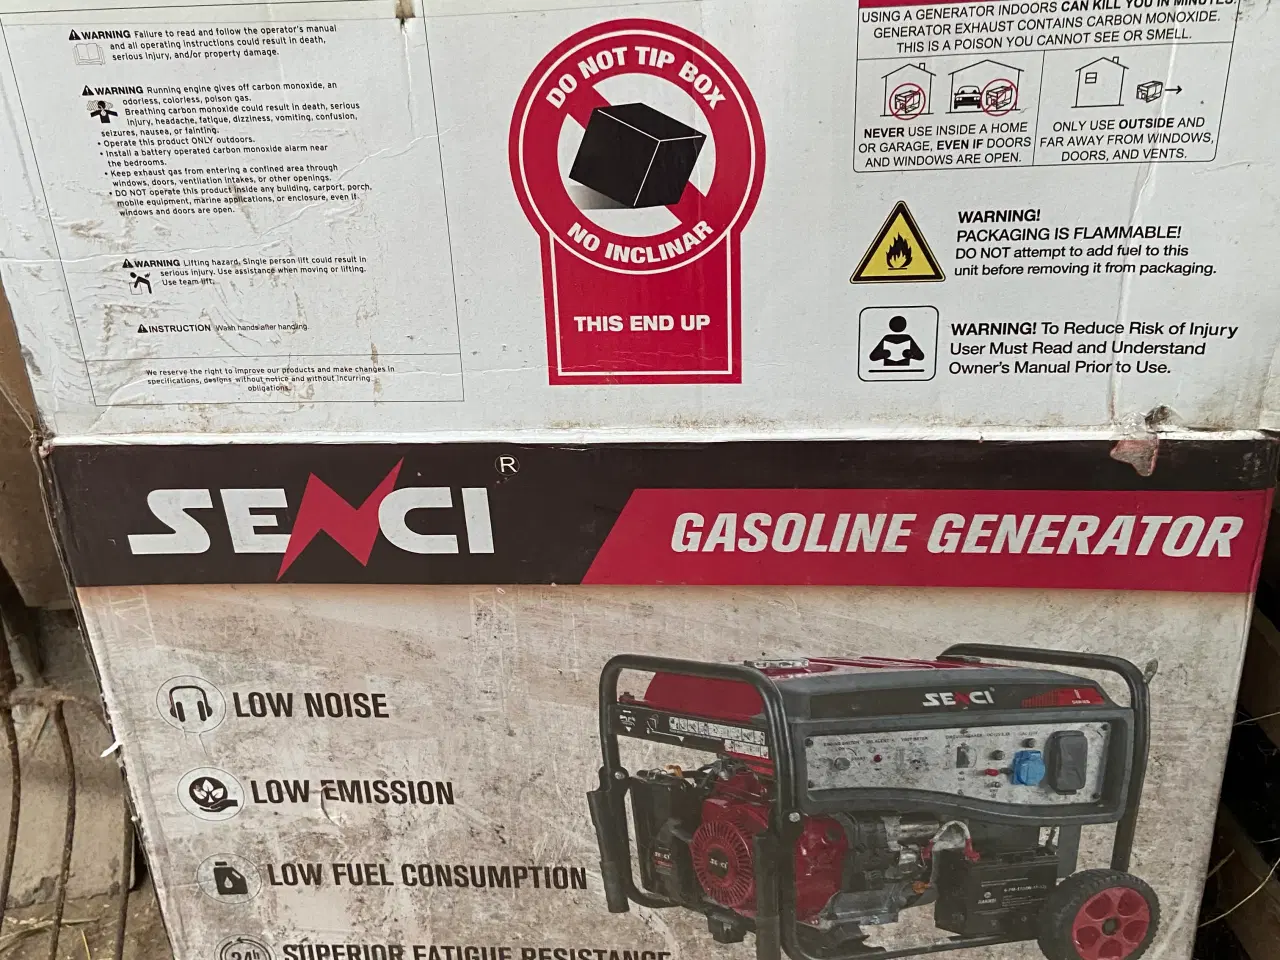 WARNING Failure to read and follow the operator's manual
and all operating instructions could result in death,
serious injury, and/or property damage.
WARNING Running engine gives off carbon monoxide, an
odorless, colorless, poison gas.
Breathing carbon monoxide could result in death, serious
injury, headache, fatigue, dizziness, vomiting, confusion,
seizures, nausea, or fainting.
• Operate this product ONLY outdoors.
• Install a battery operated carbon monoxide alarm near
the bedrooms.
• Keep exhaust gas from entering a confined area through
windows, doors, ventilation intakes, or other openings.
• DO NOT operate this product inside any building, carport, porch,
mobile equipment, marine applications, or enclosure, even if
windows and doors are open.
WARNING Lifting hazard. Single person lift could result in
serious injury. Use assistance when moving or lifting.
Use team lift.
INSTRUCTION Wash hands after handling.
We reserve the right to improve our products and make changes in
specifications, designs without notice and without incurring
obligations.
DO NOT TIP BOX
NO INCLINAR
THIS END UP
USING A GENERATOR INDOORS CAN KILL YOU IN MINUTES.
GENERATOR EXHAUST CONTAINS CARBON MONOXIDE.
THIS IS A POISON YOU CANNOT SEE OR SMELL.
NEVER USE INSIDE A HOME
OR GARAGE, EVEN IF DOORS
AND WINDOWS ARE OPEN.
ONLY USE OUTSIDE AND
FAR AWAY FROM WINDOWS,
DOORS, AND VENTS.
WARNING!
PACKAGING IS FLAMMABLE!
DO NOT attempt to add fuel to this
unit before removing it from packaging.
WARNING! To Reduce Risk of Injury
User Must Read and Understand
Owner's Manual Prior to Use.
SENCI ®
GASOLINE GENERATOR
LOW NOISE
LOW EMISSION
LOW FUEL CONSUMPTION
24h SUPERIOR FATIGUE RESISTANCE
SENCI
SENCI